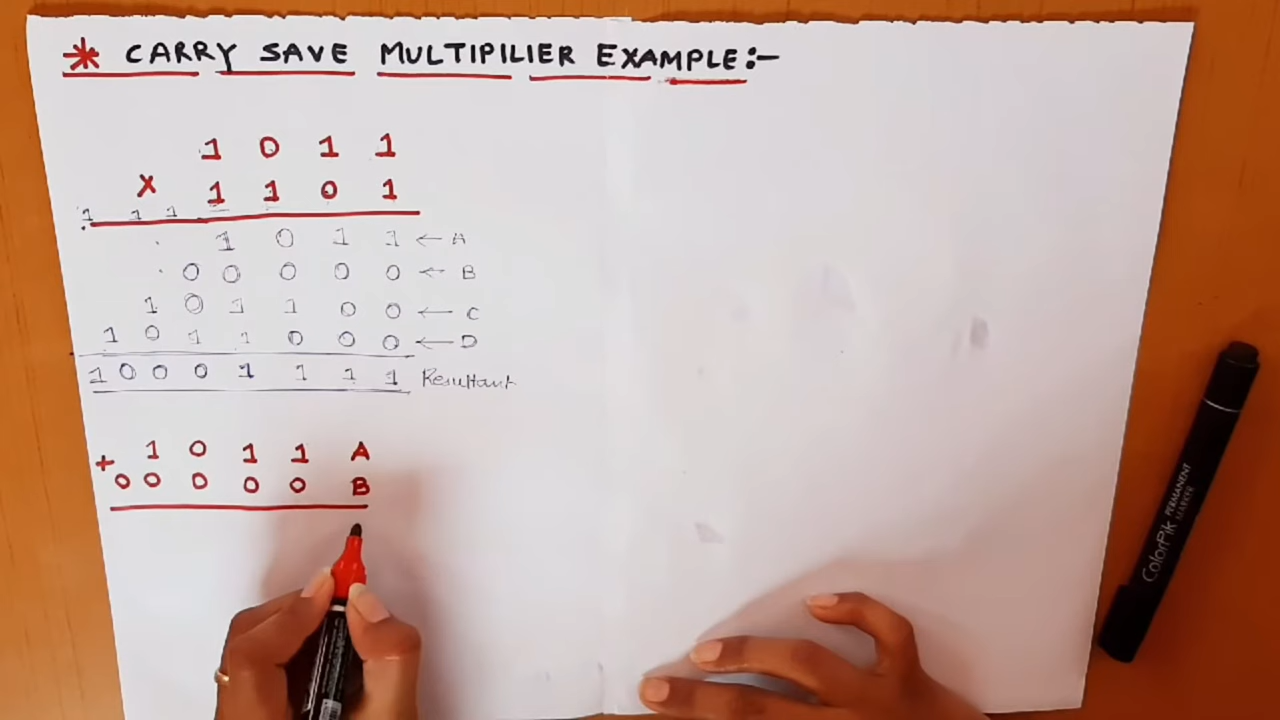 * CARRY SAVE MULTIPILIER EXAMPLE:-
1 0 1 1
X 1 1 0 1
1 1 1
1 0 1 1 ← A
0 0 0 0 0 ← B
1 0 1 1 0 0 ← C
1 0 1 1 0 0 0 ← D
1 0 0 0 1 1 1 1 Resultant
+ 1 0 1 1 A
0 0 0 0 0 B
ColorPik PERMANENT MARKER